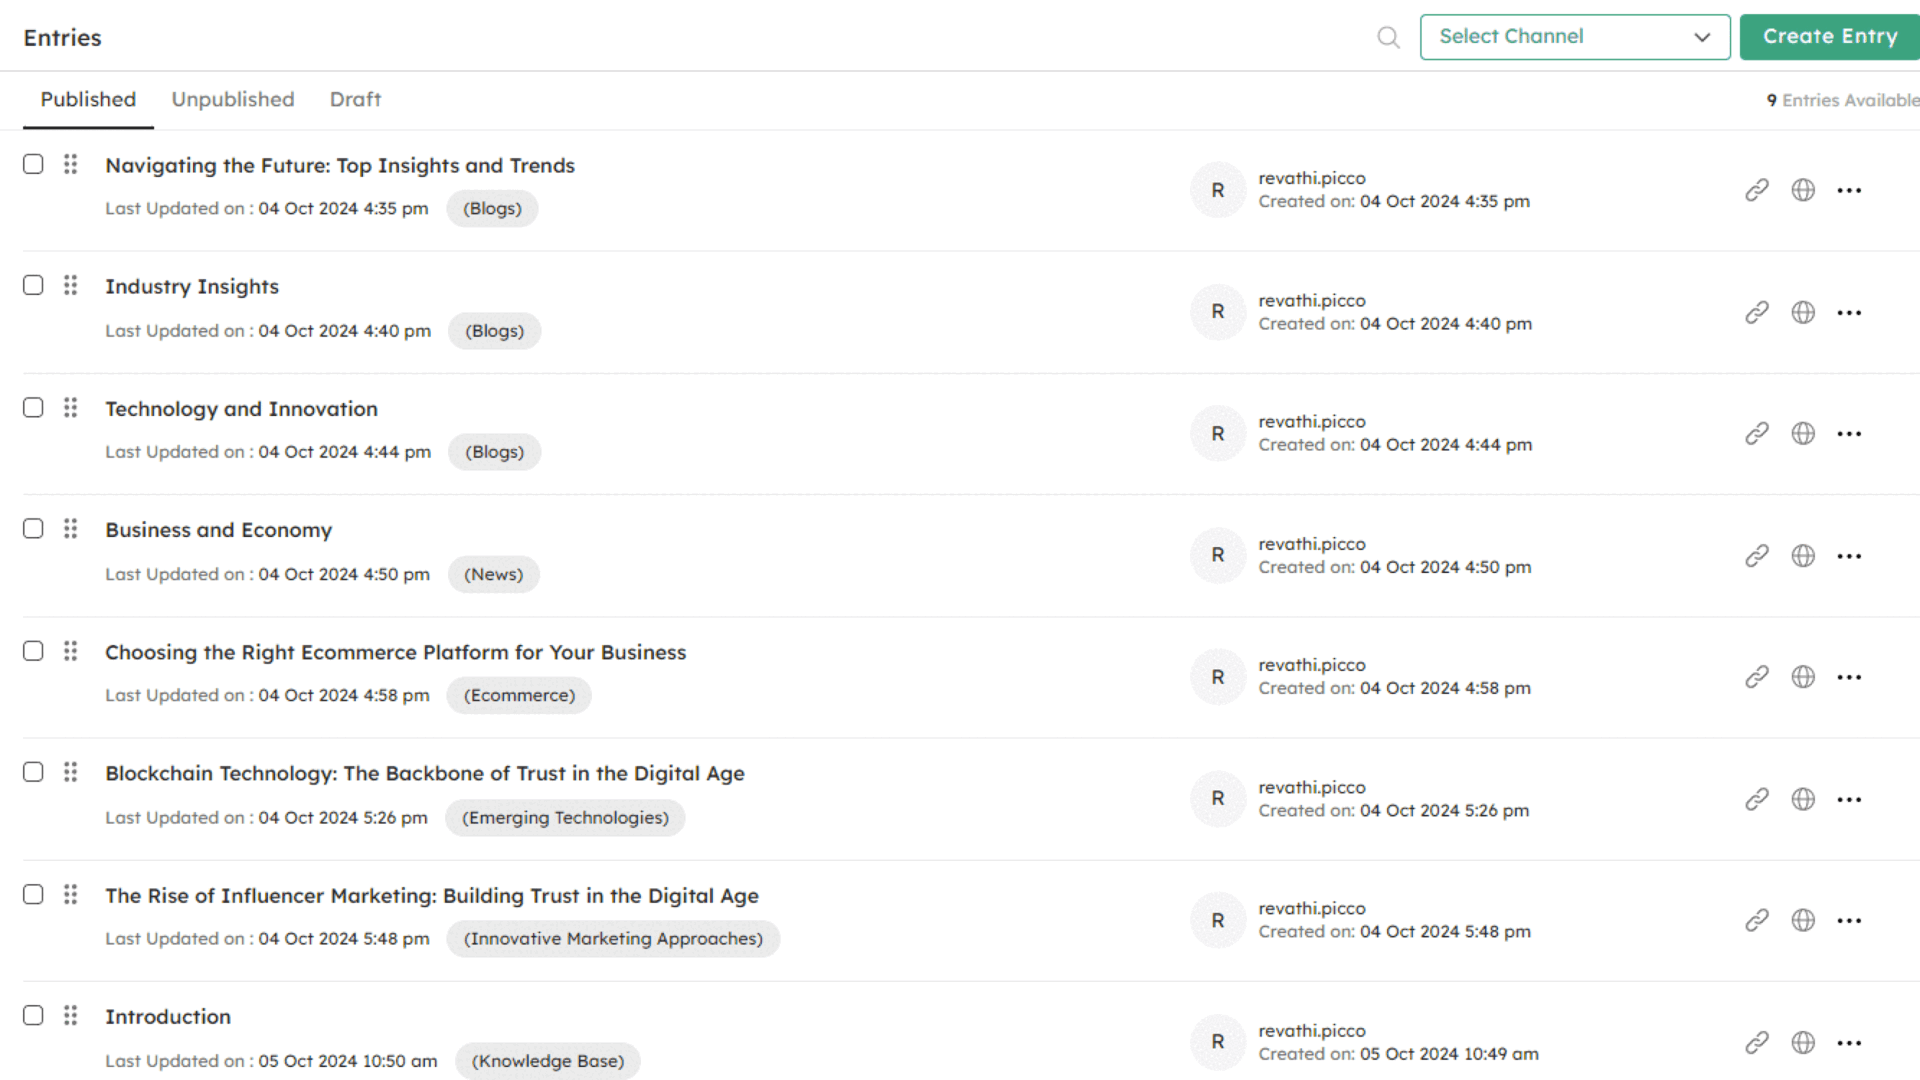 Entries
Select Channel
Create Entry
Published Unpublished Draft
9 Entries Available
Navigating the Future: Top Insights and Trends
Last Updated on : 04 Oct 2024 4:35 pm (Blogs)
R
revathi.picco
Created on: 04 Oct 2024 4:35 pm
Industry Insights
Last Updated on : 04 Oct 2024 4:40 pm (Blogs)
R
revathi.picco
Created on: 04 Oct 2024 4:40 pm
Technology and Innovation
Last Updated on : 04 Oct 2024 4:44 pm (Blogs)
R
revathi.picco
Created on: 04 Oct 2024 4:44 pm
Business and Economy
Last Updated on : 04 Oct 2024 4:50 pm (News)
R
revathi.picco
Created on: 04 Oct 2024 4:50 pm
Choosing the Right Ecommerce Platform for Your Business
Last Updated on : 04 Oct 2024 4:58 pm (Ecommerce)
R
revathi.picco
Created on: 04 Oct 2024 4:58 pm
Blockchain Technology: The Backbone of Trust in the Digital Age
Last Updated on : 04 Oct 2024 5:26 pm (Emerging Technologies)
R
revathi.picco
Created on: 04 Oct 2024 5:26 pm
The Rise of Influencer Marketing: Building Trust in the Digital Age
Last Updated on : 04 Oct 2024 5:48 pm (Innovative Marketing Approaches)
R
revathi.picco
Created on: 04 Oct 2024 5:48 pm
Introduction
Last Updated on : 05 Oct 2024 10:50 am (Knowledge Base)
R
revathi.picco
Created on: 05 Oct 2024 10:49 am